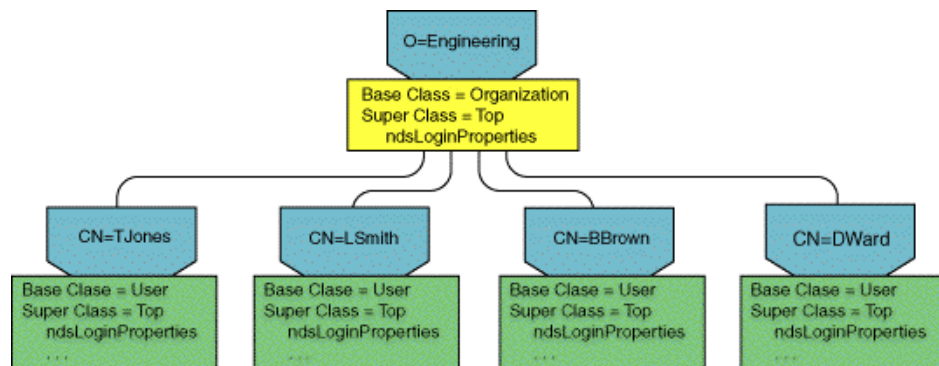 O=Engineering
Base Class = Organization
Super Class = Top
ndsLoginProperties
CN=TJones
CN=LSmith
CN=BBrown
CN=DWard
Base Clase = User
Super Class = Top
ndsLoginProperties
. . .
Base Clase = User
Super Class = Top
ndsLoginProperties
. . .
Base Clase = User
Super Class = Top
ndsLoginProperties
. . .
Base Clase = User
Super Class = Top
ndsLoginProperties
. . .